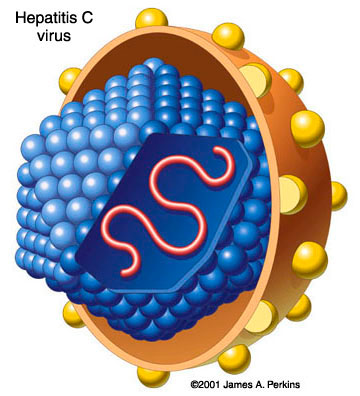 Hepatitis C
virus
©2001 James A. Perkins